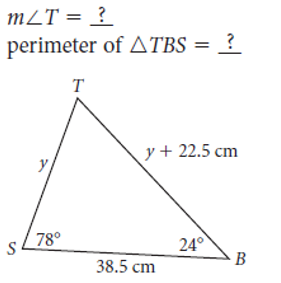 m∠T = ?
perimeter of △TBS = ?
T
y
y + 22.5 cm
S
78°
24°
B
38.5 cm